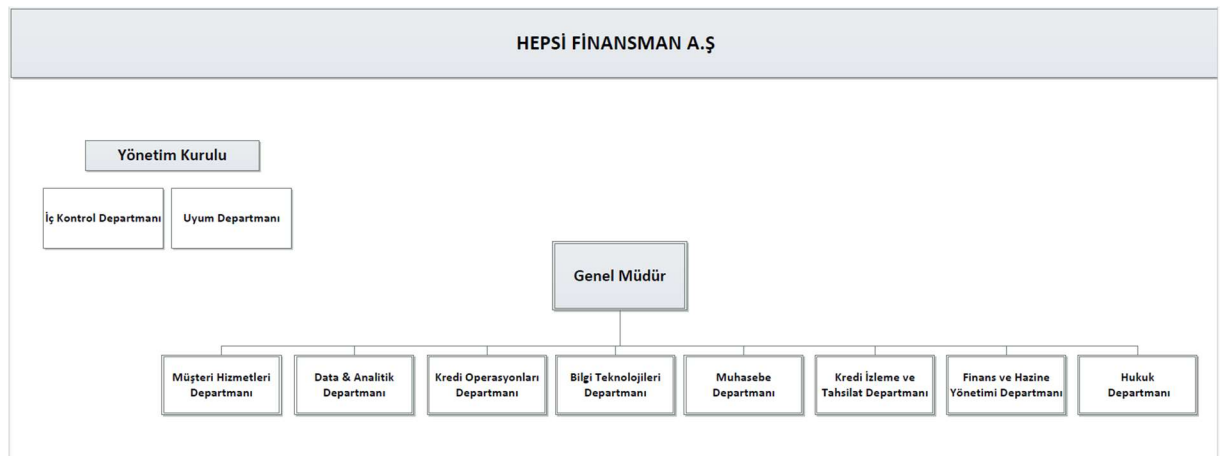 HEPSİ FİNANSMAN A.Ş
Yönetim Kurulu
İç Kontrol Departmanı
Uyum Departmanı
Genel Müdür
Müşteri Hizmetleri
Departmanı
Data & Analitik
Departmanı
Kredi Operasyonları
Departmanı
Bilgi Teknolojileri
Departmanı
Muhasebe
Departmanı
Kredi İzleme ve
Tahsilat Departmanı
Finans ve Hazine
Yönetimi Departmanı
Hukuk
Departmanı